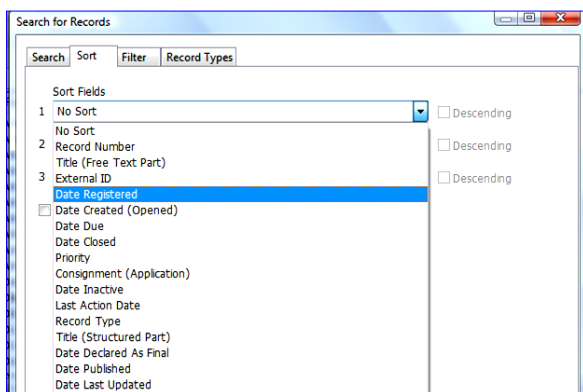 Search for Records
Search Sort Filter Record Types
Sort Fields
1 No Sort Descending
No Sort
2 Record Number Descending
Title (Free Text Part)
3 External ID Descending
Date Registered
Date Created (Opened)
Date Due
Date Closed
Priority
Consignment (Application)
Date Inactive
Last Action Date
Record Type
Title (Structured Part)
Date Declared As Final
Date Published
Date Last Updated